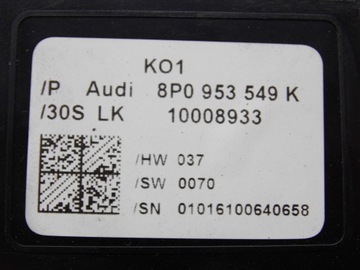 KO1
/P Audi 8P0 953 549 K
/30S LK 10008933
/HW 037
/SW 0070
/SN 01016100640658